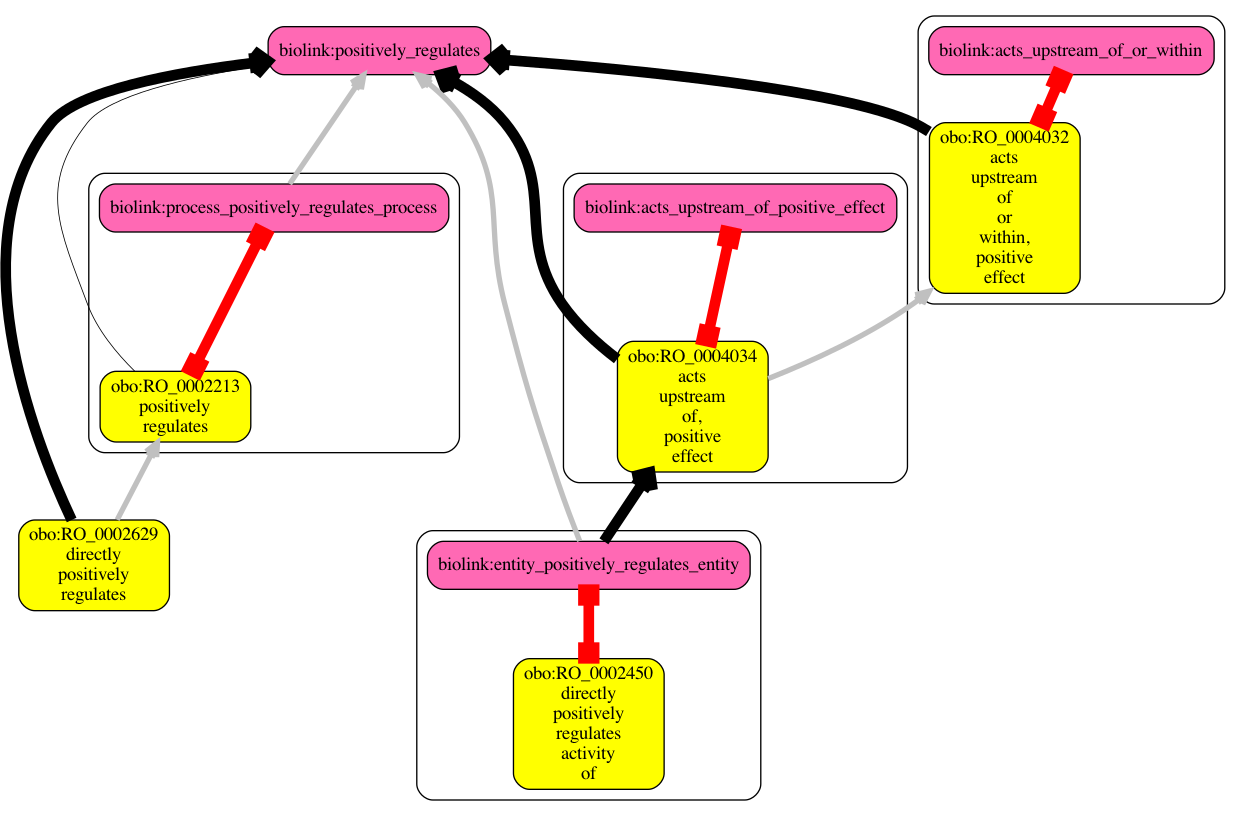 biolink:positively_regulates
biolink:acts_upstream_of_or_within
obo:RO_0004032
acts
upstream
of
or
within,
positive
effect
biolink:process_positively_regulates_process
biolink:acts_upstream_of_positive_effect
obo:RO_0004034
acts
upstream
of,
positive
effect
obo:RO_0002213
positively
regulates
obo:RO_0002629
directly
positively
regulates
biolink:entity_positively_regulates_entity
obo:RO_0002450
directly
positively
regulates
activity
of